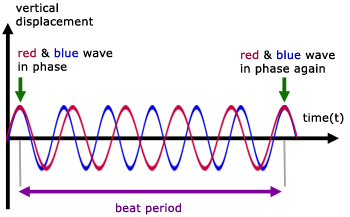 vertical
displacement
red & blue wave
in phase
red & blue wave
in phase again
time(t)
beat period